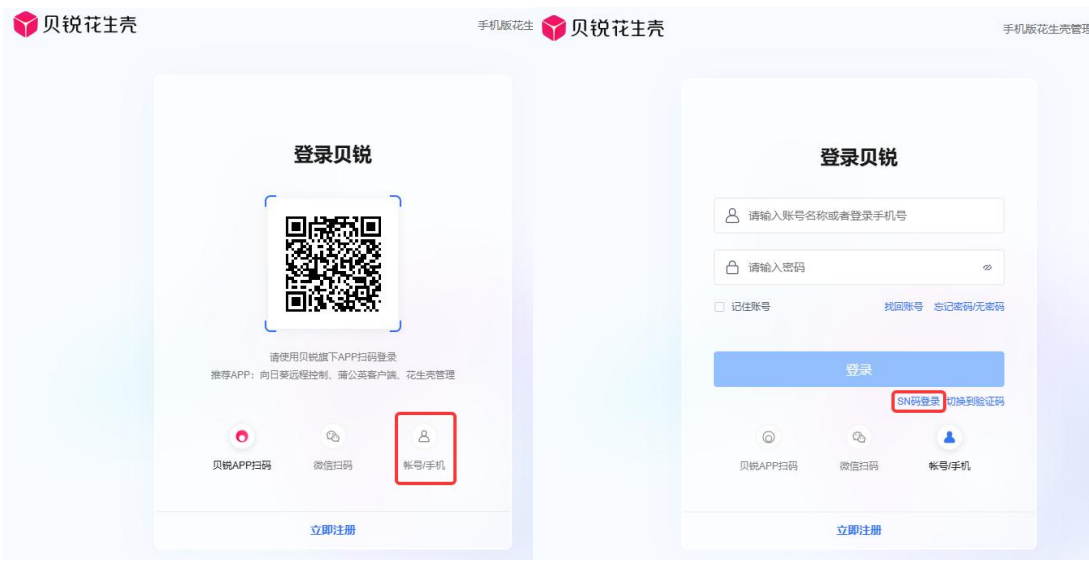 贝锐花生壳
手机版花生
登录贝锐
请使用贝锐旗下APP扫码登录
推荐APP：向日葵远程控制、蒲公英客户端、花生壳管理
贝锐APP扫码
微信扫码
帐号/手机
立即注册
贝锐花生壳
手机版花生壳管理
登录贝锐
请输入账号名称或者登录手机号
请输入密码
记住账号
找回账号 忘记密码/无密码
登录
SN码登录 切换到验证码
贝锐APP扫码
微信扫码
帐号/手机
立即注册